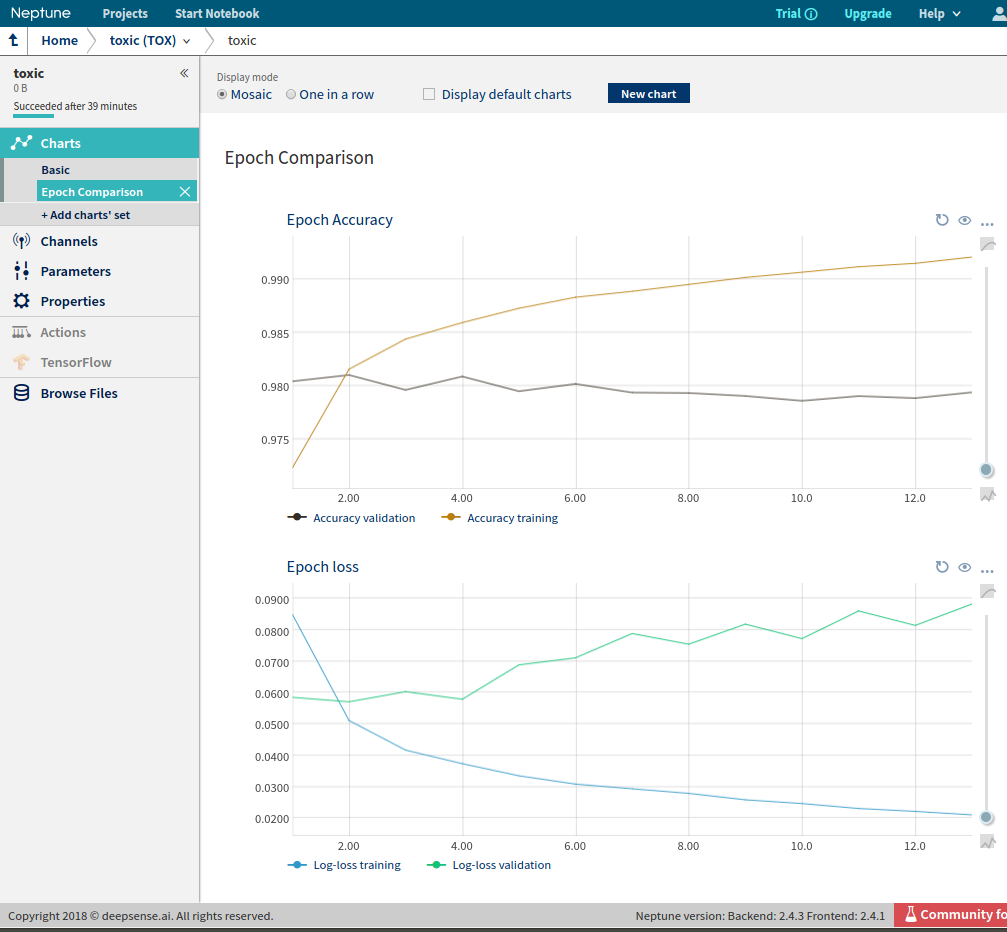 Neptune Projects Start Notebook Trial Upgrade Help
Home toxic (TOX) toxic
toxic
0 B
Succeeded after 39 minutes
Charts
Basic
Epoch Comparison
+ Add charts' set
Channels
Parameters
Properties
Actions
TensorFlow
Browse Files
Display mode
Mosaic One in a row Display default charts New chart
Epoch Comparison
Epoch Accuracy
0.990
0.985
0.980
0.975
2.00 4.00 6.00 8.00 10.0 12.0
Accuracy validation Accuracy training
Epoch loss
0.0900
0.0800
0.0700
0.0600
0.0500
0.0400
0.0300
0.0200
2.00 4.00 6.00 8.00 10.0 12.0
Log-loss training Log-loss validation
Copyright 2018 © deepsense.ai. All rights reserved. Neptune version: Backend: 2.4.3 Frontend: 2.4.1 Community fo